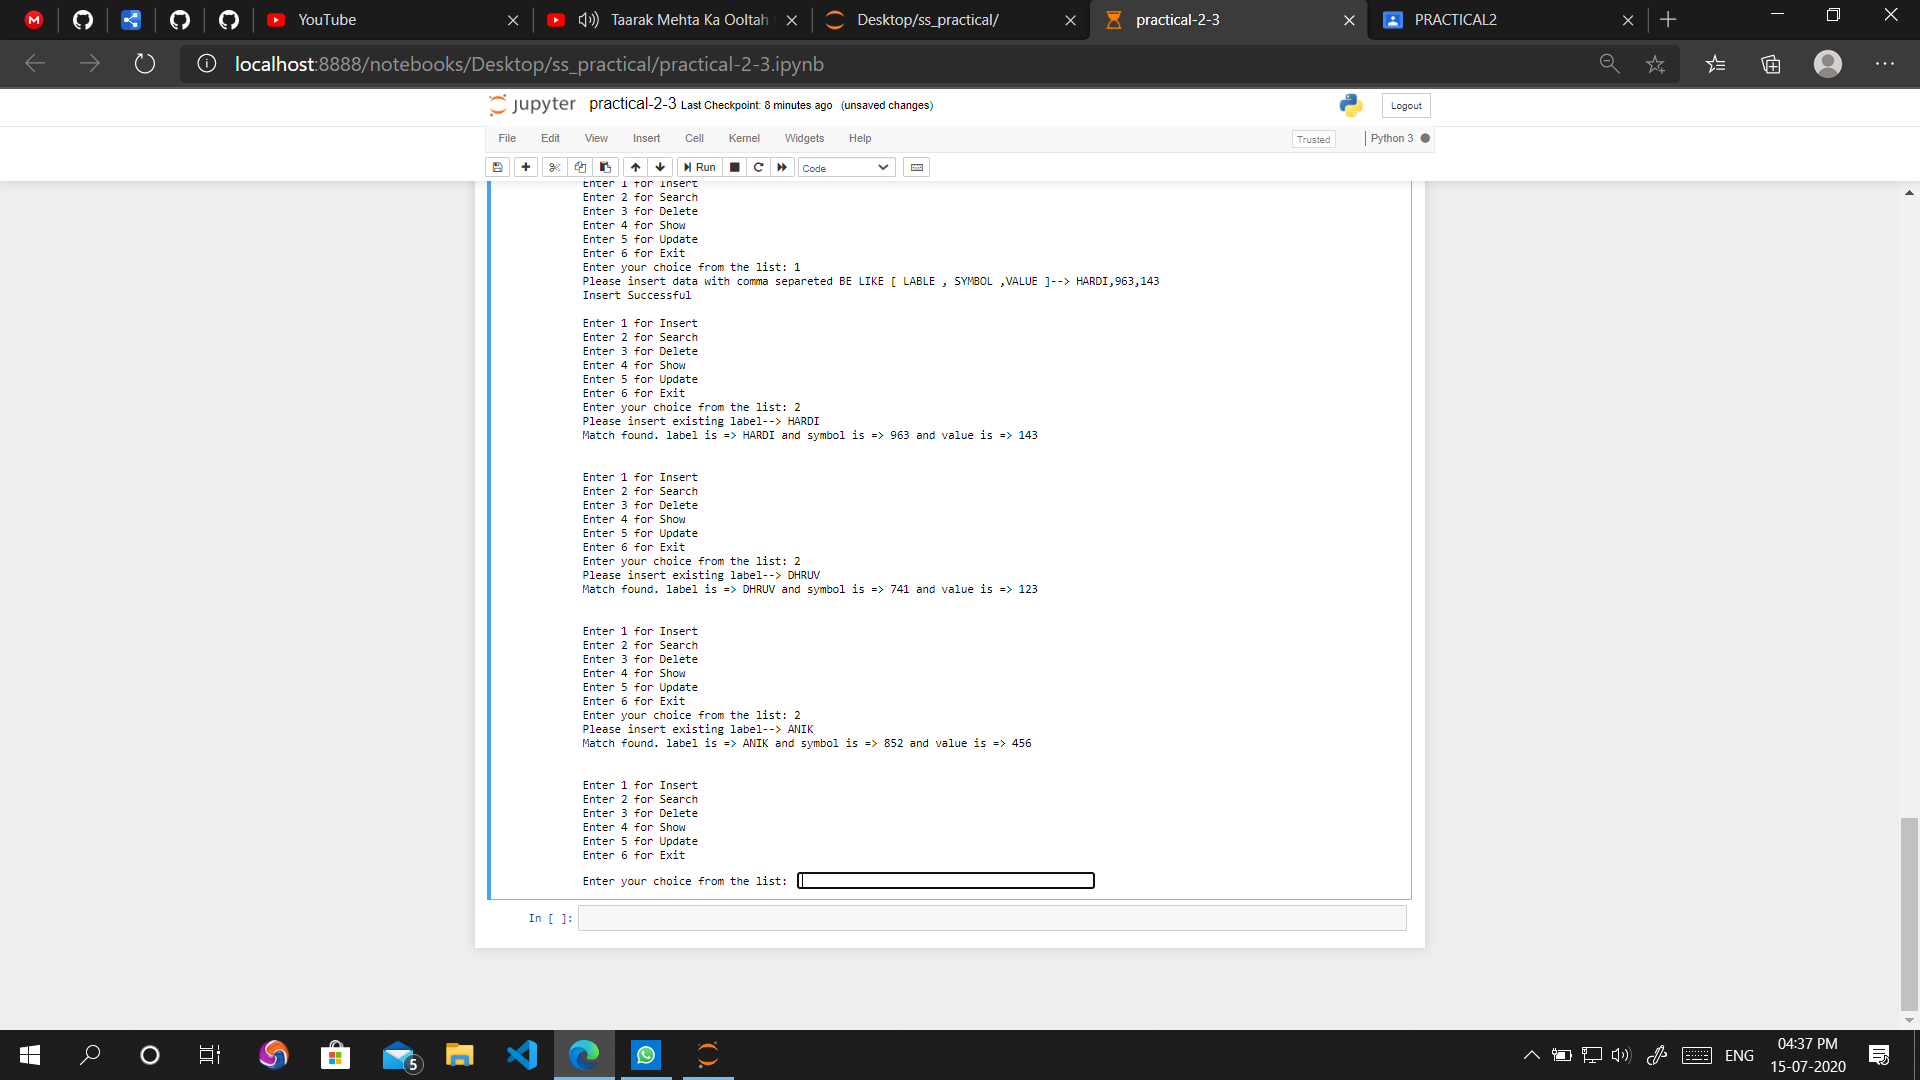 YouTube
Taarak Mehta Ka Ooltah
Desktop/ss_practical/
practical-2-3
PRACTICAL2
localhost:8888/notebooks/Desktop/ss_practical/practical-2-3.ipynb
jupyter practical-2-3 Last Checkpoint: 8 minutes ago (unsaved changes)
Logout
File Edit View Insert Cell Kernel Widgets Help
Trusted
Python 3
Run
Code
Enter 1 for Insert
Enter 2 for Search
Enter 3 for Delete
Enter 4 for Show
Enter 5 for Update
Enter 6 for Exit
Enter your choice from the list: 1
Please insert data with comma separeted BE LIKE [ LABLE , SYMBOL ,VALUE ]--> HARDI,963,143
Insert Successful
Enter 1 for Insert
Enter 2 for Search
Enter 3 for Delete
Enter 4 for Show
Enter 5 for Update
Enter 6 for Exit
Enter your choice from the list: 2
Please insert existing label--> HARDI
Match found. label is => HARDI and symbol is => 963 and value is => 143
Enter 1 for Insert
Enter 2 for Search
Enter 3 for Delete
Enter 4 for Show
Enter 5 for Update
Enter 6 for Exit
Enter your choice from the list: 2
Please insert existing label--> DHRUV
Match found. label is => DHRUV and symbol is => 741 and value is => 123
Enter 1 for Insert
Enter 2 for Search
Enter 3 for Delete
Enter 4 for Show
Enter 5 for Update
Enter 6 for Exit
Enter your choice from the list: 2
Please insert existing label--> ANIK
Match found. label is => ANIK and symbol is => 852 and value is => 456
Enter 1 for Insert
Enter 2 for Search
Enter 3 for Delete
Enter 4 for Show
Enter 5 for Update
Enter 6 for Exit
Enter your choice from the list:
In [ ]:
5
ENG
04:37 PM
15-07-2020